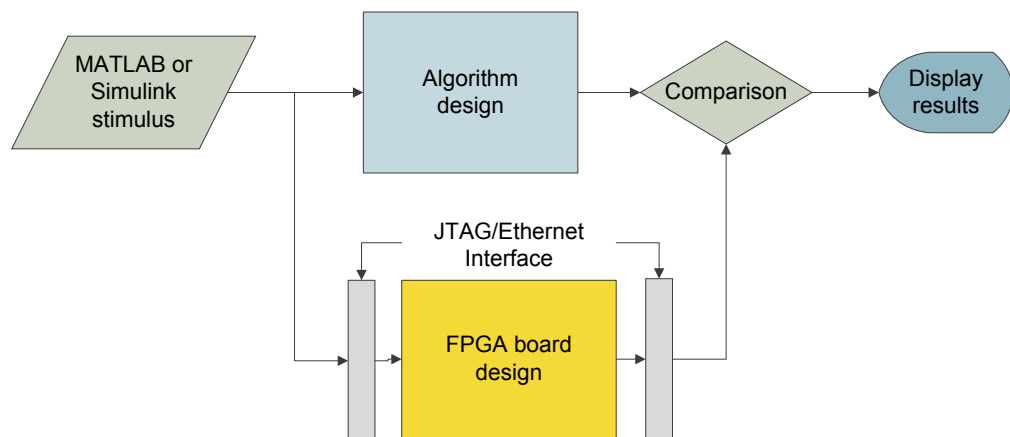 MATLAB or
Simulink
stimulus
Algorithm
design
Comparison
Display
results
JTAG/Ethernet
Interface
FPGA board
design